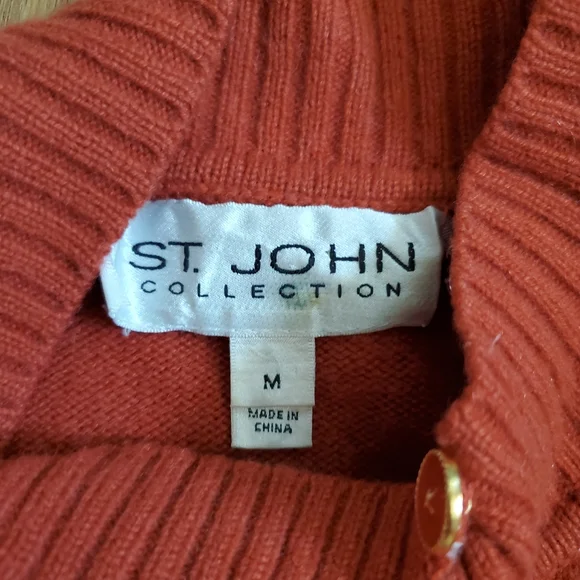 ST. JOHN
COLLECTION
M
MADE IN
CHINA